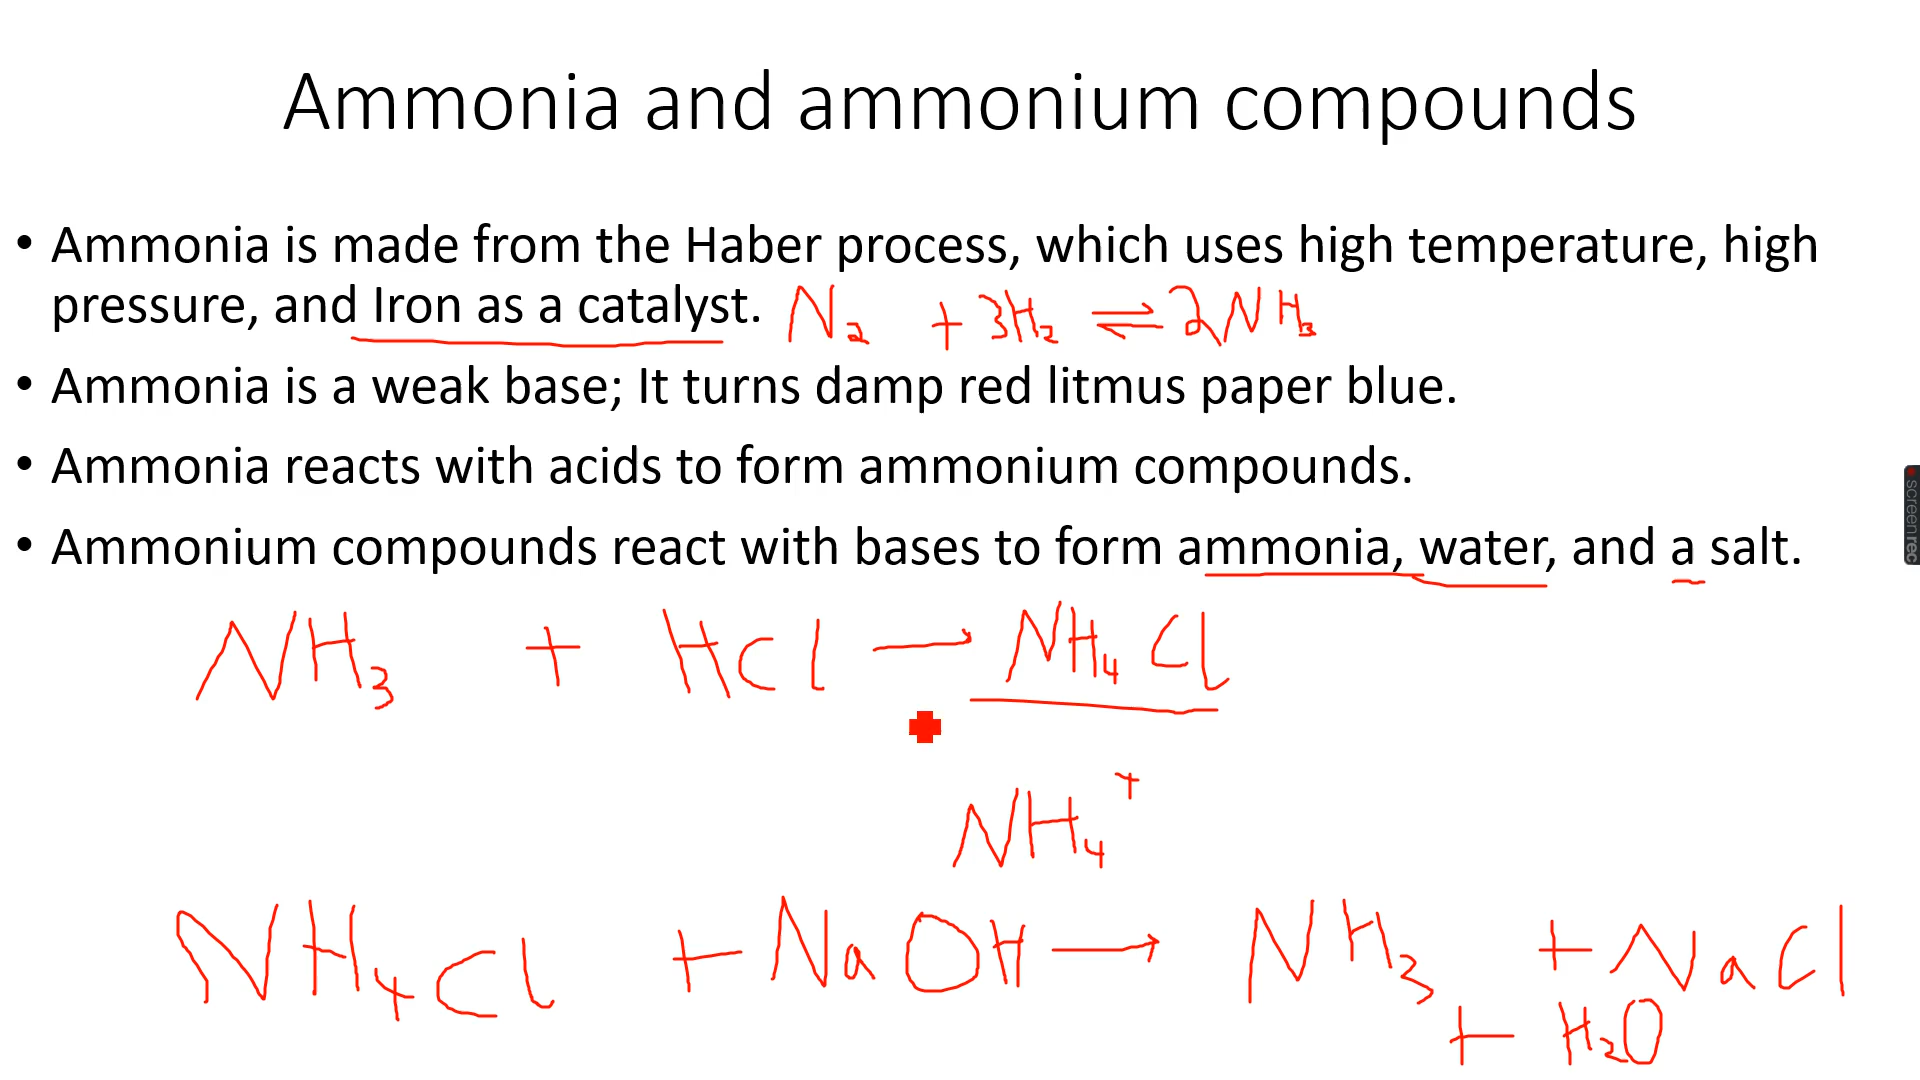 Ammonia and ammonium compounds
• Ammonia is made from the Haber process, which uses high temperature, high
pressure, and Iron as a catalyst. N₂ + 3H₂ ⇌ 2NH₃
• Ammonia is a weak base; It turns damp red litmus paper blue.
• Ammonia reacts with acids to form ammonium compounds.
• Ammonium compounds react with bases to form ammonia, water, and a salt.
NH₃ + HCl → NH₄Cl
NH₄⁺
NH₄Cl + NaOH → NH₃ + NaCl
+ H₂O
screenrec